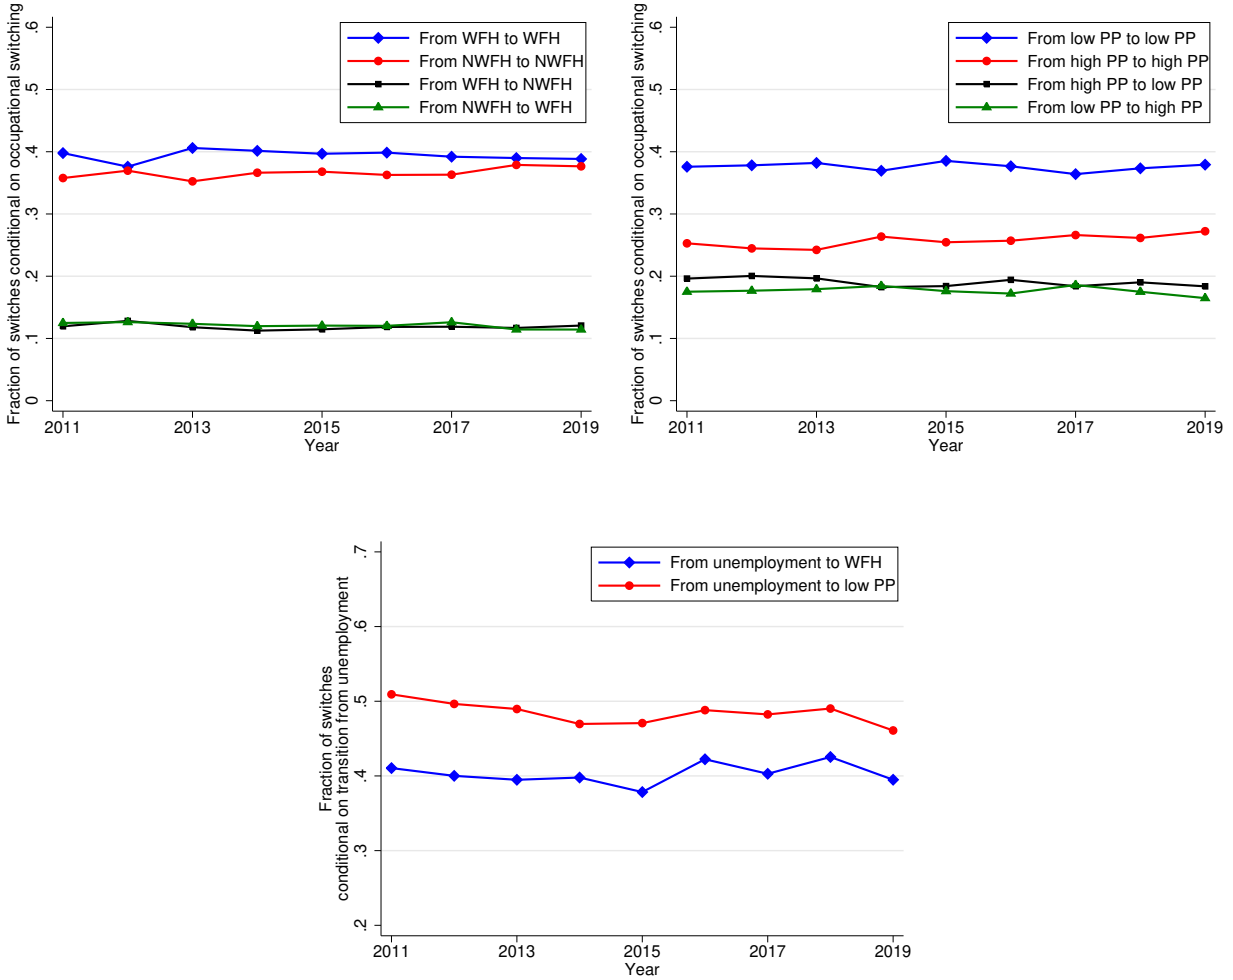 Fraction of switches conditional on occupational switching
.6
.5
.4
.3
.2
.1
0
From WFH to WFH
From NWFH to NWFH
From WFH to NWFH
From NWFH to WFH
2011 2013 2015 2017 2019
Year
Fraction of switches conditional on occupational switching
.6
.5
.4
.3
.2
.1
0
From low PP to low PP
From high PP to high PP
From high PP to low PP
From low PP to high PP
2011 2013 2015 2017 2019
Year
Fraction of switches
conditional on transition from unemployment
.7
.6
.5
.4
.3
.2
From unemployment to WFH
From unemployment to low PP
2011 2013 2015 2017 2019
Year